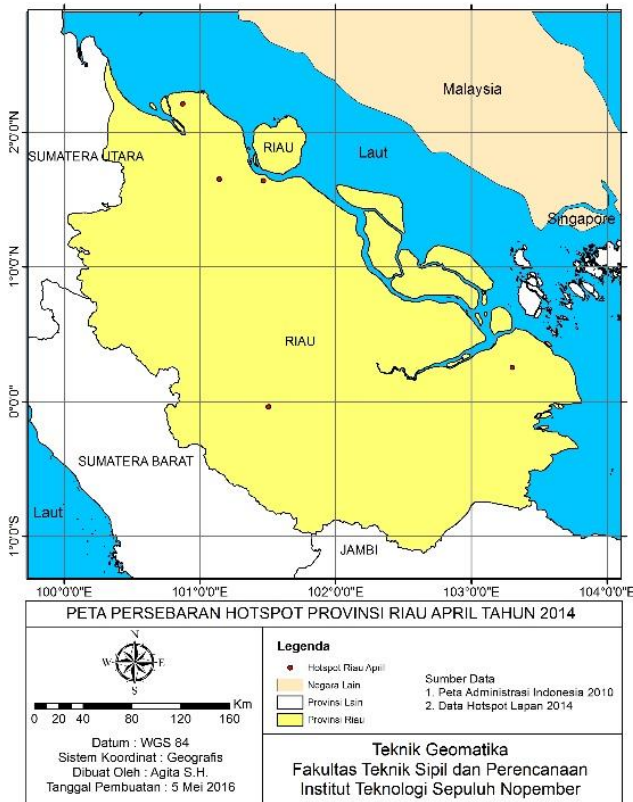 Malaysia
2°0'0"N
SUMATERA UTARA
RIAU
Laut
Singapore
1°0'0"N
RIAU
0°0'0"
SUMATERA BARAT
Laut
1°0'0"S
JAMBI
100°0'0"E
101°0'0"E
102°0'0"E
103°0'0"E
104°0'0"E
PETA PERSEBARAN HOTSPOT PROVINSI RIAU APRIL TAHUN 2014
N
W E
S
Km
0 20 40 80 120 160
Datum : WGS 84
Sistem Koordinat : Geografis
Dibuat Oleh : Agita S.H.
Tanggal Pembuatan : 5 Mei 2016
Legenda
Hotspot Riau April
Negara Lain
Provinsi Lain
Provinsi Riau
Sumber Data
1. Peta Administrasi Indonesia 2010
2. Data Hotspot Lapan 2014
Teknik Geomatika
Fakultas Teknik Sipil dan Perencanaan
Institut Teknologi Sepuluh Nopember